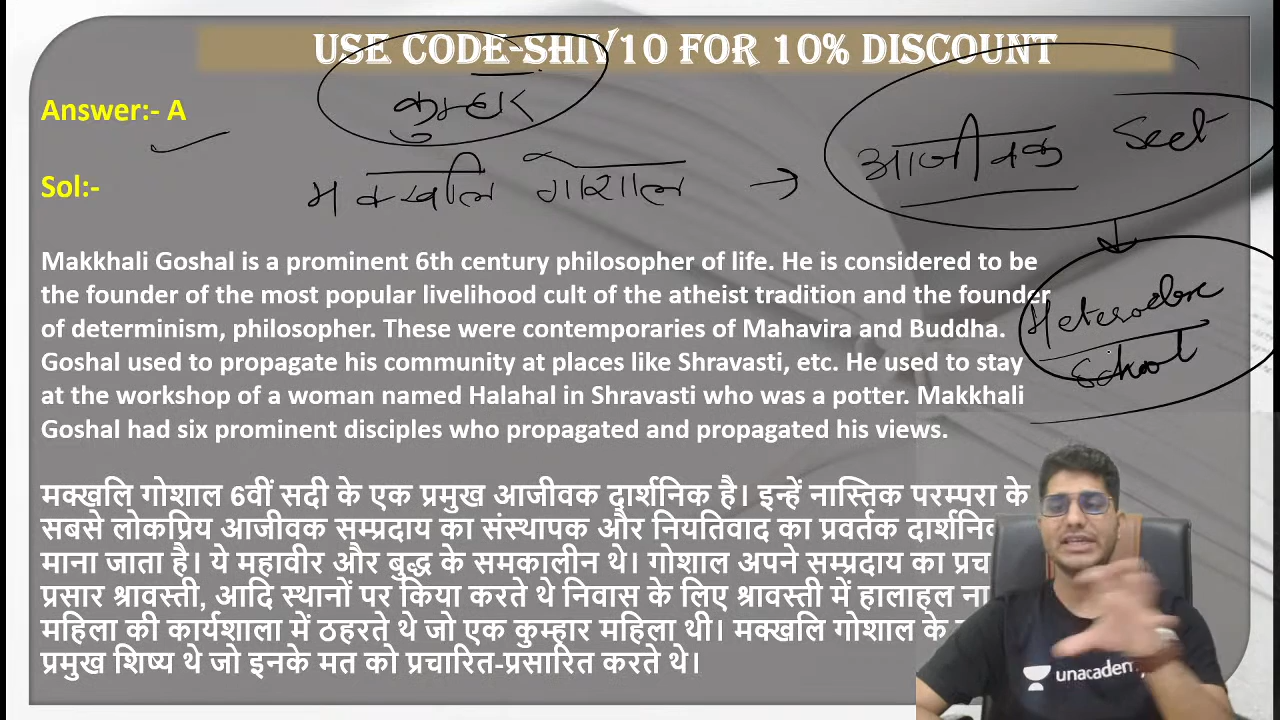 USE CODE-SHIV10 FOR 10% DISCOUNT
Answer:- A
कुम्हार
Sol:-
मक्खलि गोशाल → आजीवक Sect
Heterodox
School
Makkhali Goshal is a prominent 6th century philosopher of life. He is considered to be
the founder of the most popular livelihood cult of the atheist tradition and the founder
of determinism, philosopher. These were contemporaries of Mahavira and Buddha.
Goshal used to propagate his community at places like Shravasti, etc. He used to stay
at the workshop of a woman named Halahal in Shravasti who was a potter. Makkhali
Goshal had six prominent disciples who propagated and propagated his views.
मक्खलि गोशाल 6वीं सदी के एक प्रमुख आजीवक दार्शनिक है। इन्हें नास्तिक परम्परा के
सबसे लोकप्रिय आजीवक सम्प्रदाय का संस्थापक और नियतिवाद का प्रवर्तक दार्शनिक
माना जाता है। ये महावीर और बुद्ध के समकालीन थे। गोशाल अपने सम्प्रदाय का
प्रसार श्रावस्ती, आदि स्थानों पर किया करते थे निवास के लिए श्रावस्ती में हालाहल
महिला की कार्यशाला में ठहरते थे जो एक कुम्हार महिला थी। मक्खलि गोशाल के
प्रमुख शिष्य थे जो इनके मत को प्रचारित-प्रसारित करते थे।
unacademy